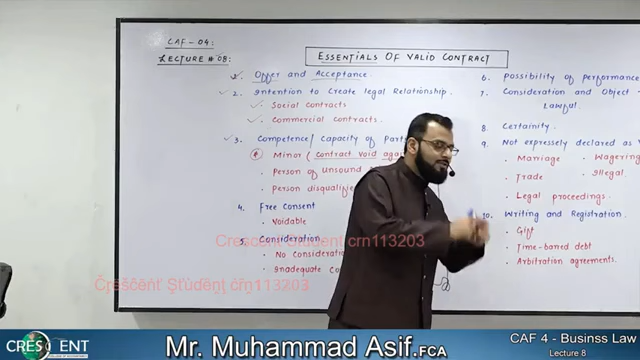 CAF - 04:
LECTURE # 08:
ESSENTIALS OF VALID CONTRACT
1. Offer and Acceptance.
2. Intention to Create legal Relationship.
Social contracts
Commercial contracts.
3. Competence/ Capacity of Part
Minor ( contract void aga
Person of unsound
Person disqualifie
4. Free Consent
Voidable
5. Consideration
No consideration
Inadequate co
6. Possibility of performance
7. Consideration and Object -
Lawful.
8. Certainity.
9. Not expressely declared as
Marriage
Wagering
Trade
Illegal.
Legal proceedings.
10. Writing and Registration.
Gift
Time-barred debt
Arbitration agreements.
Crescent Student crn113203
Čŗēśčēńť Şţúďēņţ čŕņ113203
CRESCENT
Mr. Muhammad Asif.FCA
CAF 4 - Businss Law
Lecture 8